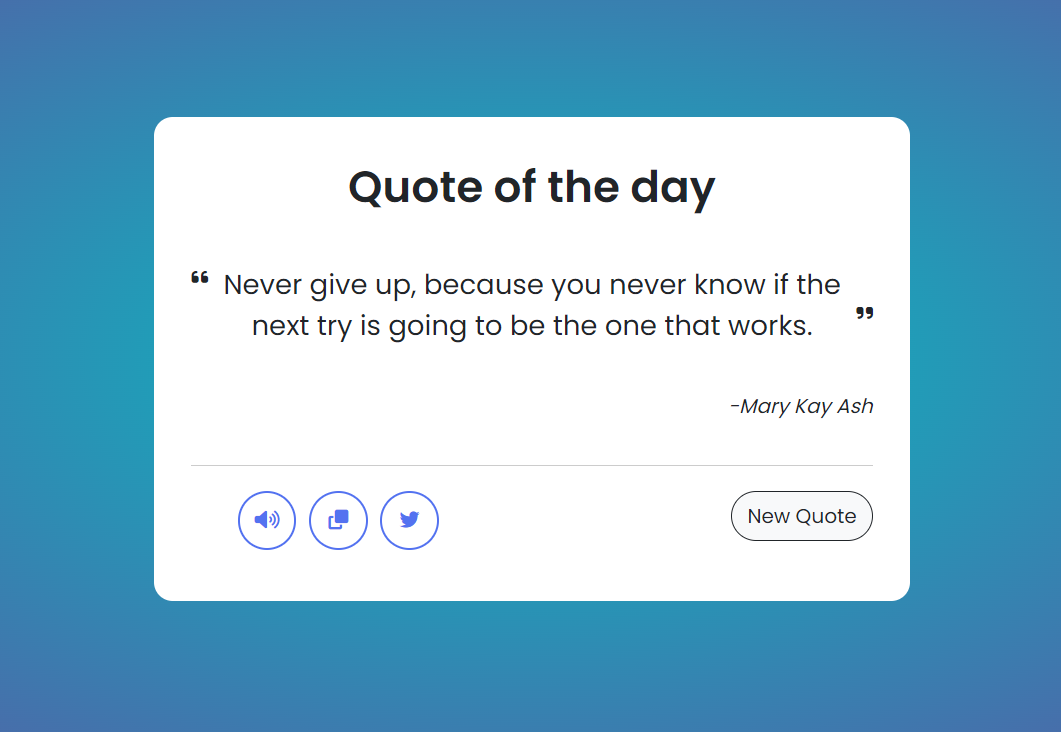 Quote of the day
“ Never give up, because you never know if the
next try is going to be the one that works. ”
-Mary Kay Ash
New Quote